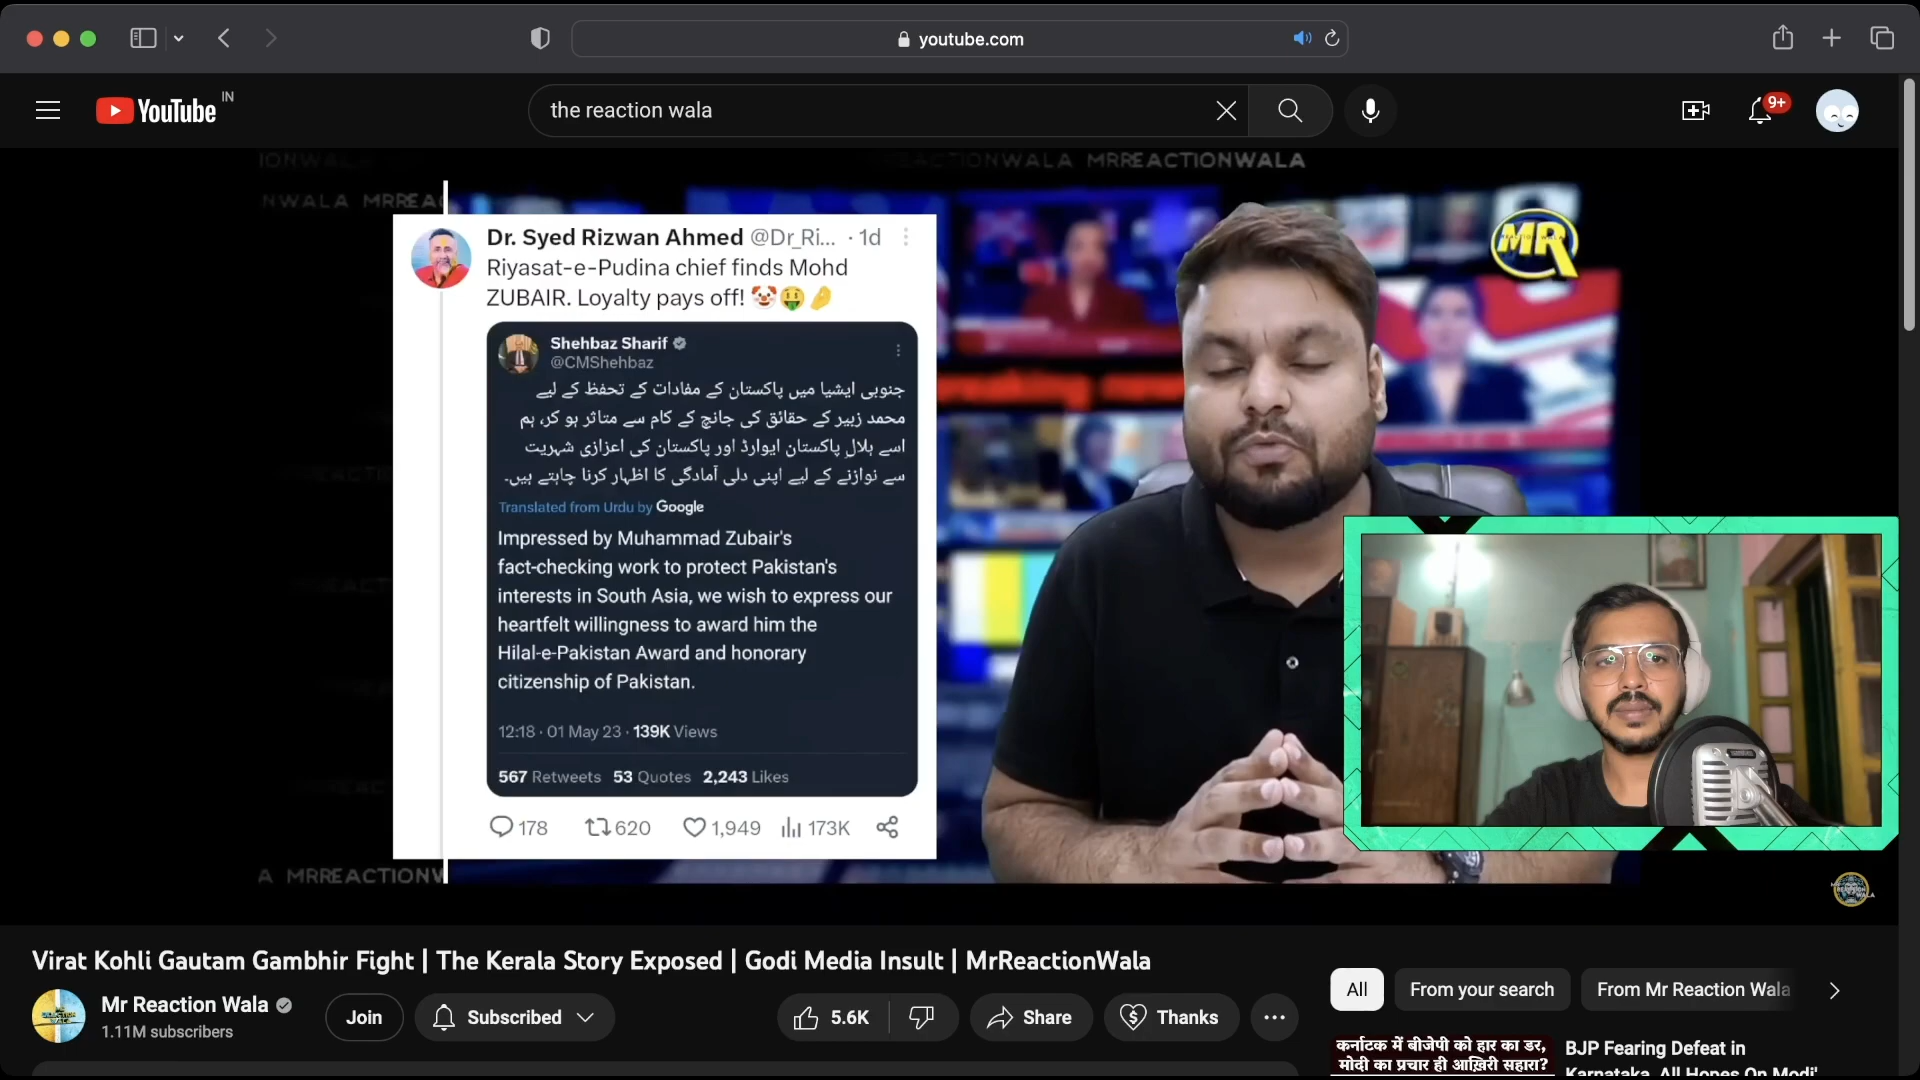 youtube.com
YouTube IN
the reaction wala
9+
MRREACTIONWALA
MR
Dr. Syed Rizwan Ahmed @Dr_Ri... · 1d
Riyasat-e-Pudina chief finds Mohd
ZUBAIR. Loyalty pays off! 🤡🤑🤌
Shehbaz Sharif
@CMShehbaz
جنوبی ایشیا میں پاکستان کے مفادات کے تحفظ کے لیے
محمد زبیر کے حقائق کی جانچ کے کام سے متاثر ہو کر، ہم
اسے ہلالِ پاکستان ایوارڈ اور پاکستان کی اعزازی شہریت
سے نوازنے کے لیے اپنی دلی آمادگی کا اظہار کرنا چاہتے ہیں۔
Translated from Urdu by Google
Impressed by Muhammad Zubair's
fact-checking work to protect Pakistan's
interests in South Asia, we wish to express our
heartfelt willingness to award him the
Hilal-e-Pakistan Award and honorary
citizenship of Pakistan.
12:18 · 01 May 23 · 139K Views
567 Retweets 53 Quotes 2,243 Likes
178 620 1,949 173K
A MRREACTIONW
Virat Kohli Gautam Gambhir Fight | The Kerala Story Exposed | Godi Media Insult | MrReactionWala
Mr Reaction Wala
1.11M subscribers
Join
Subscribed
5.6K
Share
Thanks
All
From your search
From Mr Reaction Wala
कर्नाटक में बीजेपी को हार का डर,
मोदी का प्रचार ही आख़िरी सहारा?
BJP Fearing Defeat in
Karnataka, All Hopes On Modi'